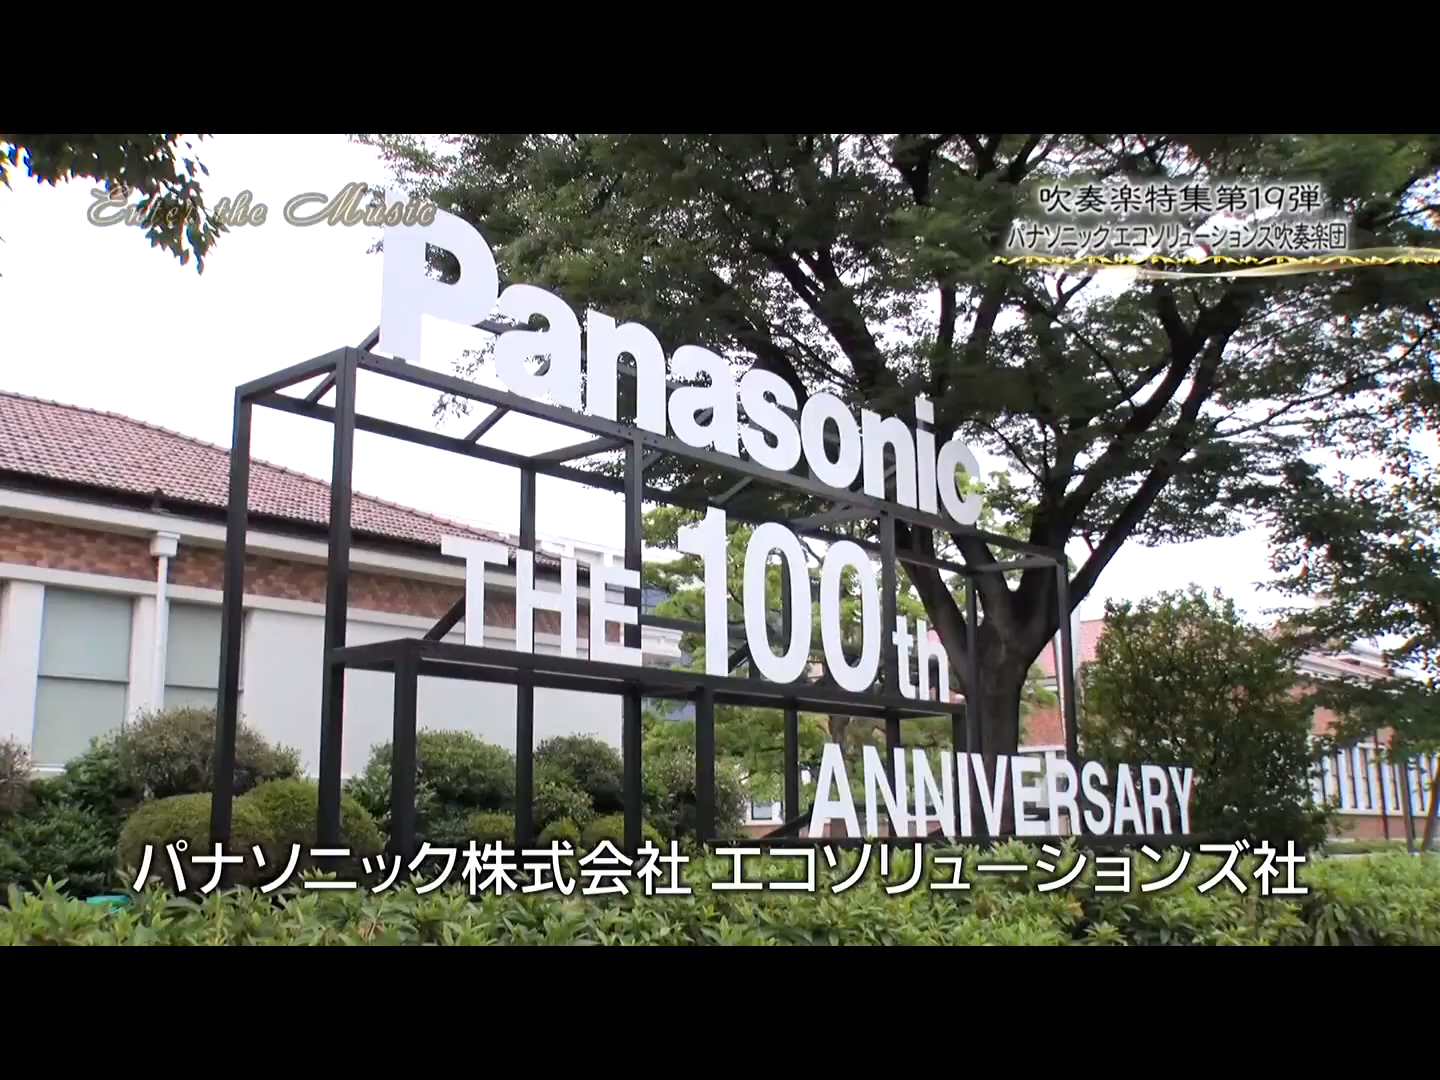 Enter the Music
吹奏楽特集第19弾
パナソニック エコソリューションズ吹奏楽団
Panasonic
THE 100th
ANNIVERSARY
パナソニック株式会社 エコソリューションズ社